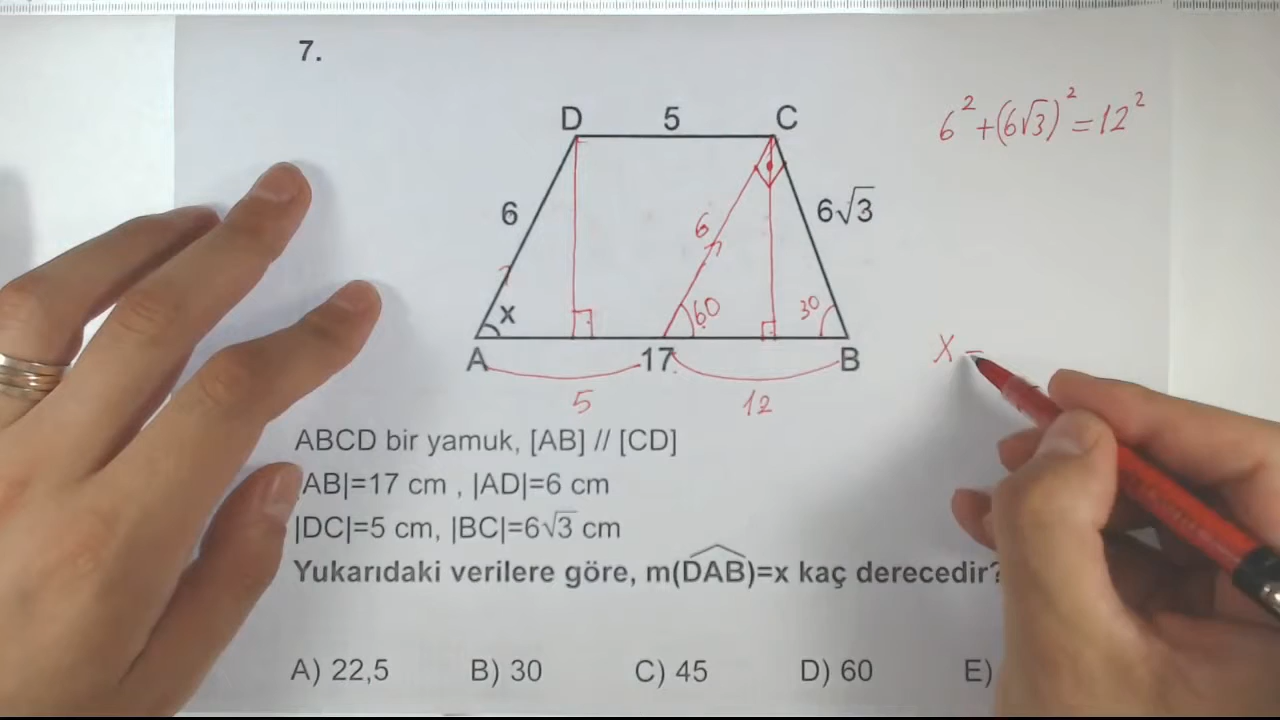 7.
D 5 C
6² + (6√3)² = 12²
6 6 6√3
x 60 30
x =
A 17 B
5 12
ABCD bir yamuk, [AB] // [CD]
|AB|=17 cm , |AD|=6 cm
|DC|=5 cm, |BC|=6√3 cm
Yukarıdaki verilere göre, m(DAB)=x kaç derecedir?
A) 22,5 B) 30 C) 45 D) 60 E)